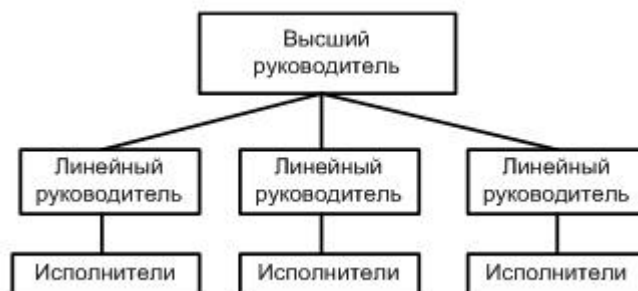 Высший
руководитель
Линейный
руководитель
Линейный
руководитель
Линейный
руководитель
Исполнители
Исполнители
Исполнители